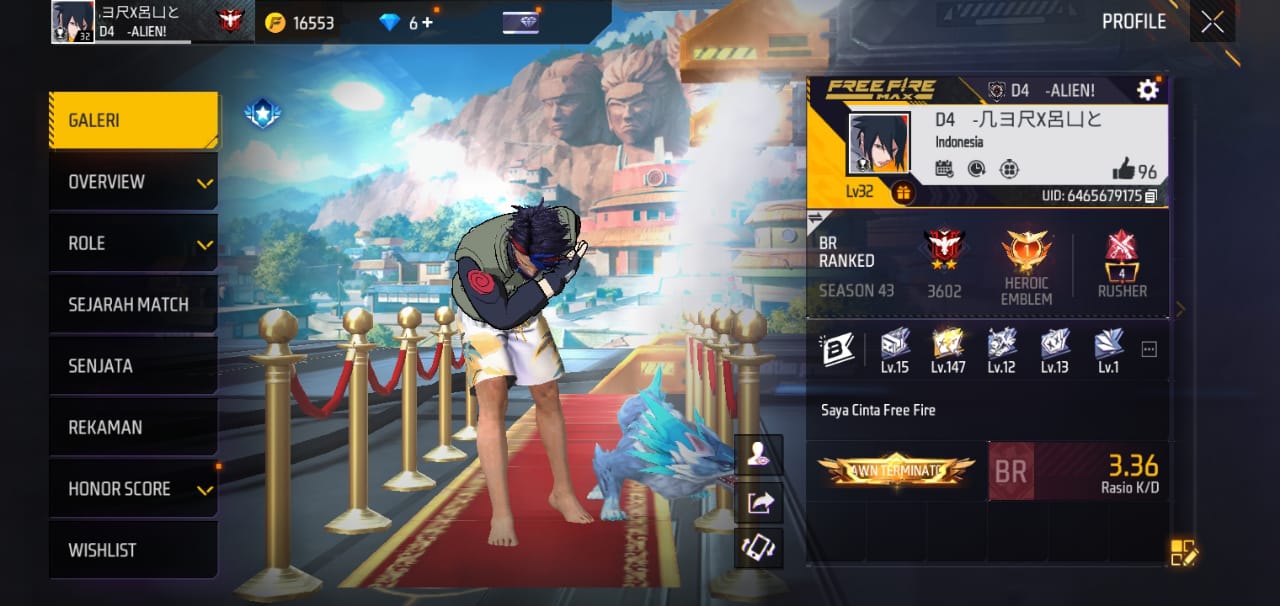 .ヨ尺X呂凵と
D4 -ALIEN!
32
16553
6+
PROFILE
GALERI
OVERVIEW
ROLE
SEJARAH MATCH
SENJATA
REKAMAN
HONOR SCORE
WISHLIST
FREE FIRE
MAX
D4 -ALIEN!
D4 -几ヨ尺X呂凵と
Indonesia
96
Lv32
UID: 6465679175
BR
RANKED
SEASON 43
3602
HEROIC
EMBLEM
4
RUSHER
B
Lv.15
Lv.147
Lv.12
Lv.13
Lv.1
Saya Cinta Free Fire
AWN TERMINATO
BR
3.36
Rasio K/D